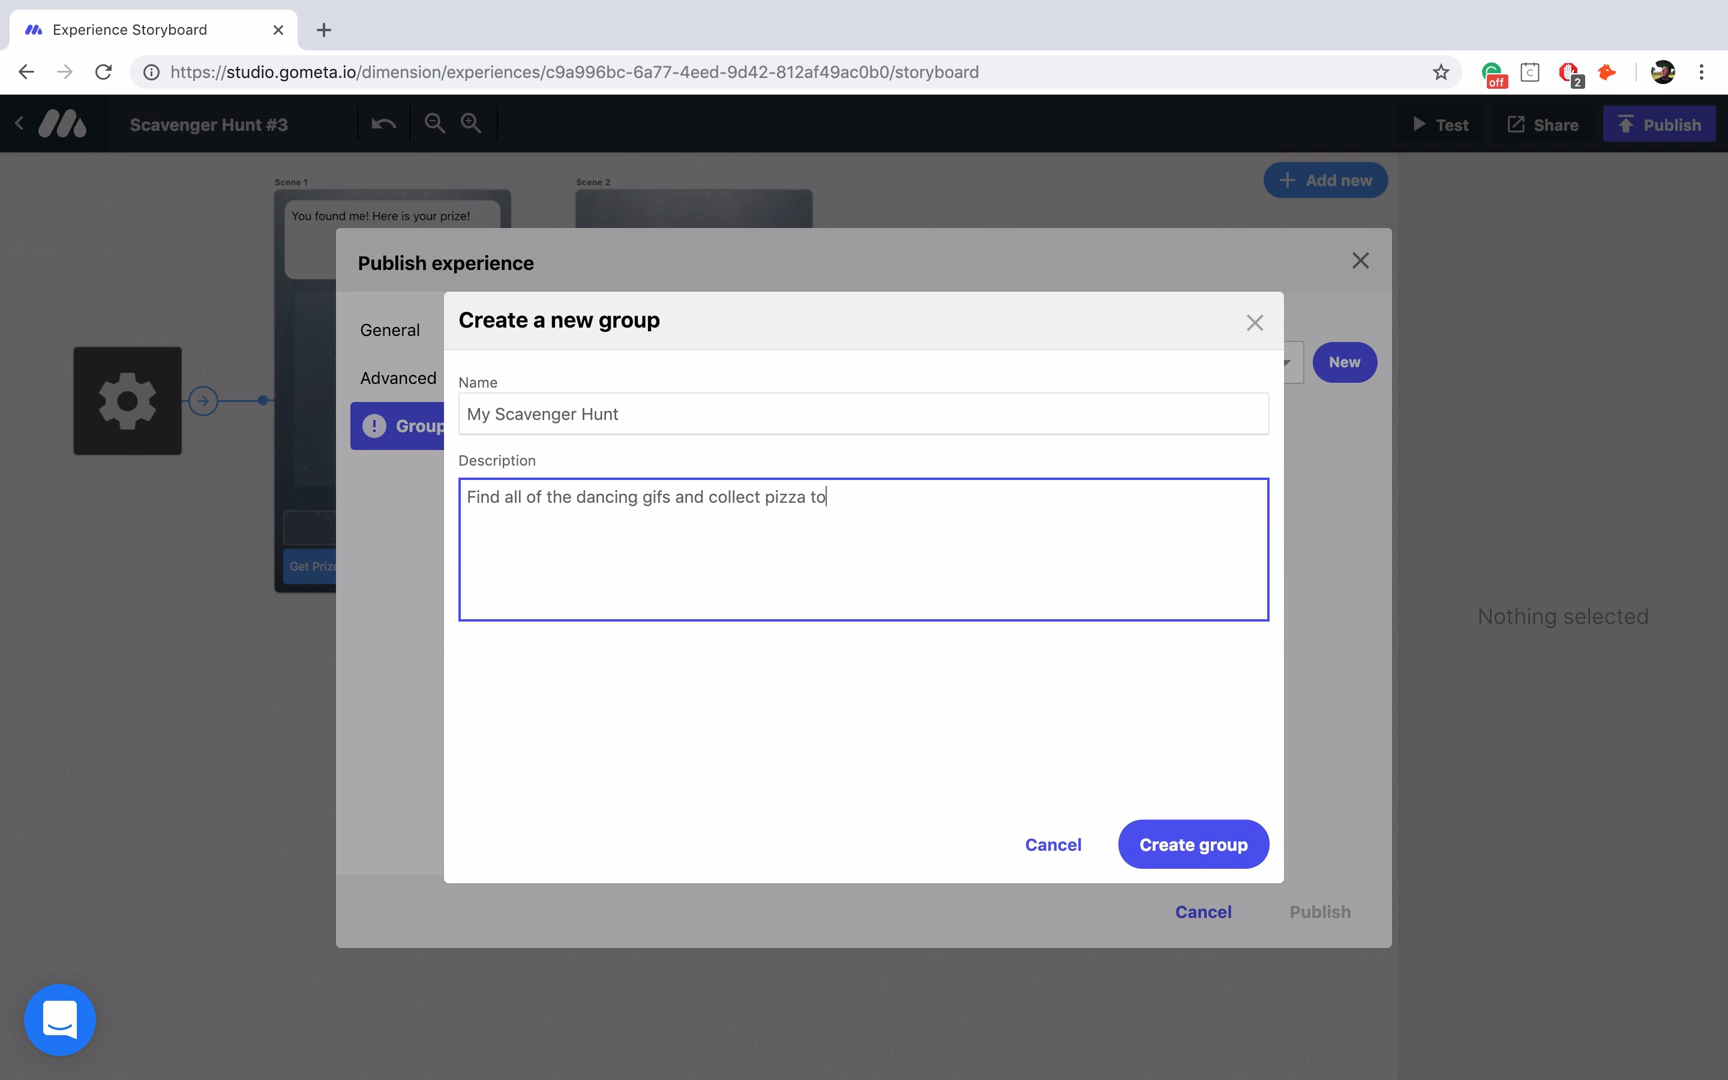 Experience Storyboard
https://studio.gometa.io/dimension/experiences/c9a996bc-6a77-4eed-9d42-812af49ac0b0/storyboard
off
2
Scavenger Hunt #3
Test
Share
Publish
Scene 1
Scene 2
Add new
You found me! Here is your prize!
Publish experience
Create a new group
General
New
Advanced
Name
My Scavenger Hunt
Group
Description
Find all of the dancing gifs and collect pizza to
Get Prize
Nothing selected
Cancel
Create group
Cancel
Publish